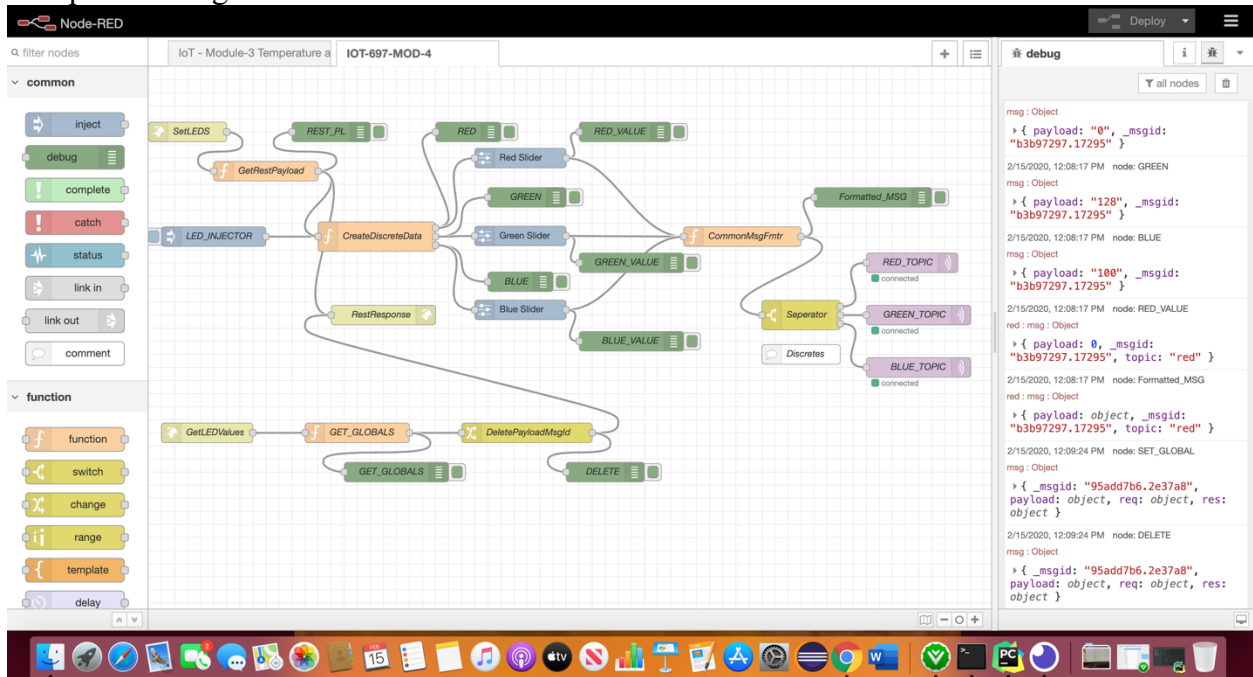 Node-RED
Deploy
filter nodes
IoT - Module-3 Temperature a
IOT-697-MOD-4
debug
i
all nodes
common
inject
debug
complete
catch
status
link in
link out
comment
function
function
switch
change
range
template
delay
SetLEDS
REST_PL
RED
RED_VALUE
GetRestPayload
Red Slider
GREEN
Formatted_MSG
LED_INJECTOR
CreateDiscreteData
Green Slider
CommonMsgFmtr
GREEN_VALUE
RED_TOPIC
connected
BLUE
RestResponse
Blue Slider
Seperator
GREEN_TOPIC
connected
BLUE_VALUE
Discretes
BLUE_TOPIC
connected
GetLEDValues
GET_GLOBALS
DeletePayloadMsgId
GET_GLOBALS
DELETE
msg : Object
{ payload: "0", _msgid:
"b3b97297.17295" }
2/15/2020, 12:08:17 PM node: GREEN
msg : Object
{ payload: "128", _msgid:
"b3b97297.17295" }
2/15/2020, 12:08:17 PM node: BLUE
msg : Object
{ payload: "100", _msgid:
"b3b97297.17295" }
2/15/2020, 12:08:17 PM node: RED_VALUE
red : msg : Object
{ payload: 0, _msgid:
"b3b97297.17295", topic: "red" }
2/15/2020, 12:08:17 PM node: Formatted_MSG
red : msg : Object
{ payload: object, _msgid:
"b3b97297.17295", topic: "red" }
2/15/2020, 12:09:24 PM node: SET_GLOBAL
msg : Object
{ _msgid: "95add7b6.2e37a8",
payload: object, req: object, res:
object }
2/15/2020, 12:09:24 PM node: DELETE
msg : Object
{ _msgid: "95add7b6.2e37a8",
payload: object, req: object, res:
object }
2
FEB
15
tv
W
PC